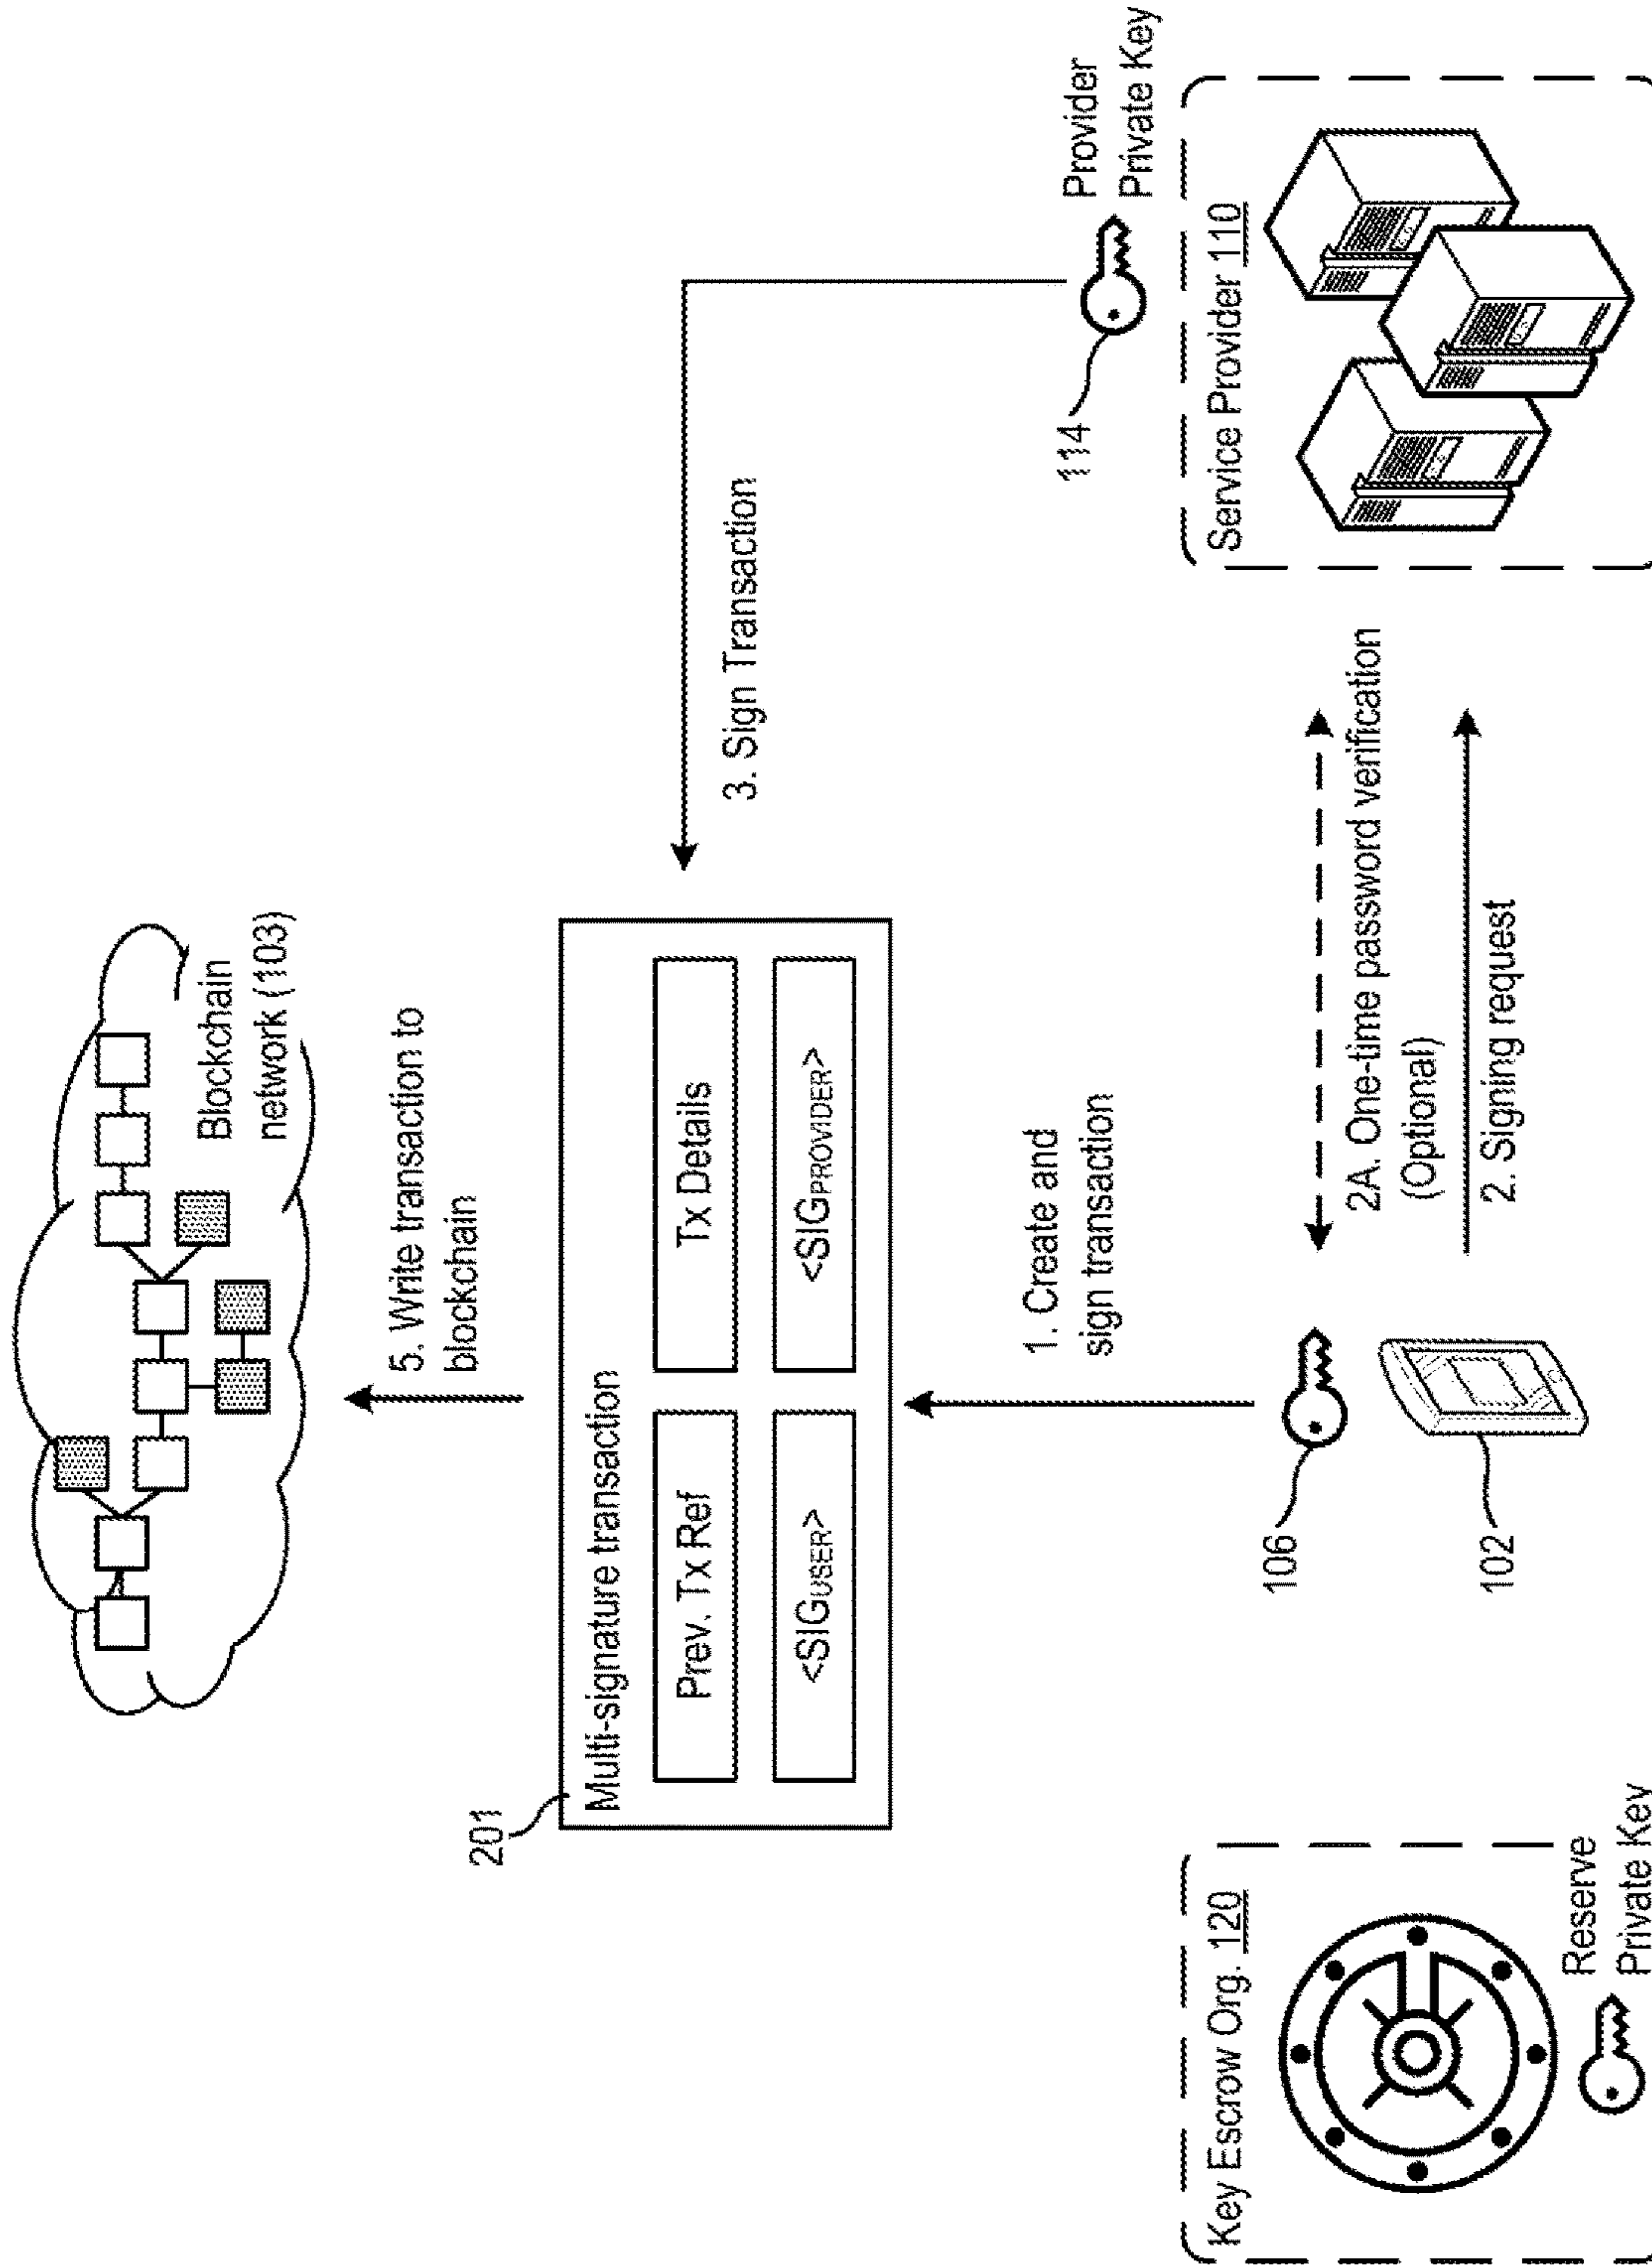 Blockchain
network (103)
5. Write transaction to
blockchain
201
Multi-signature transaction
Prev. Tx Ref
Tx Details
<SIGUSER>
<SIGPROVIDER>
3. Sign Transaction
1. Create and
sign transaction
114
Provider
Private Key
106
102
2A. One-time password verification
(Optional)
2. Signing request
Key Escrow Org. 120
Reserve
Private Key
Service Provider 110